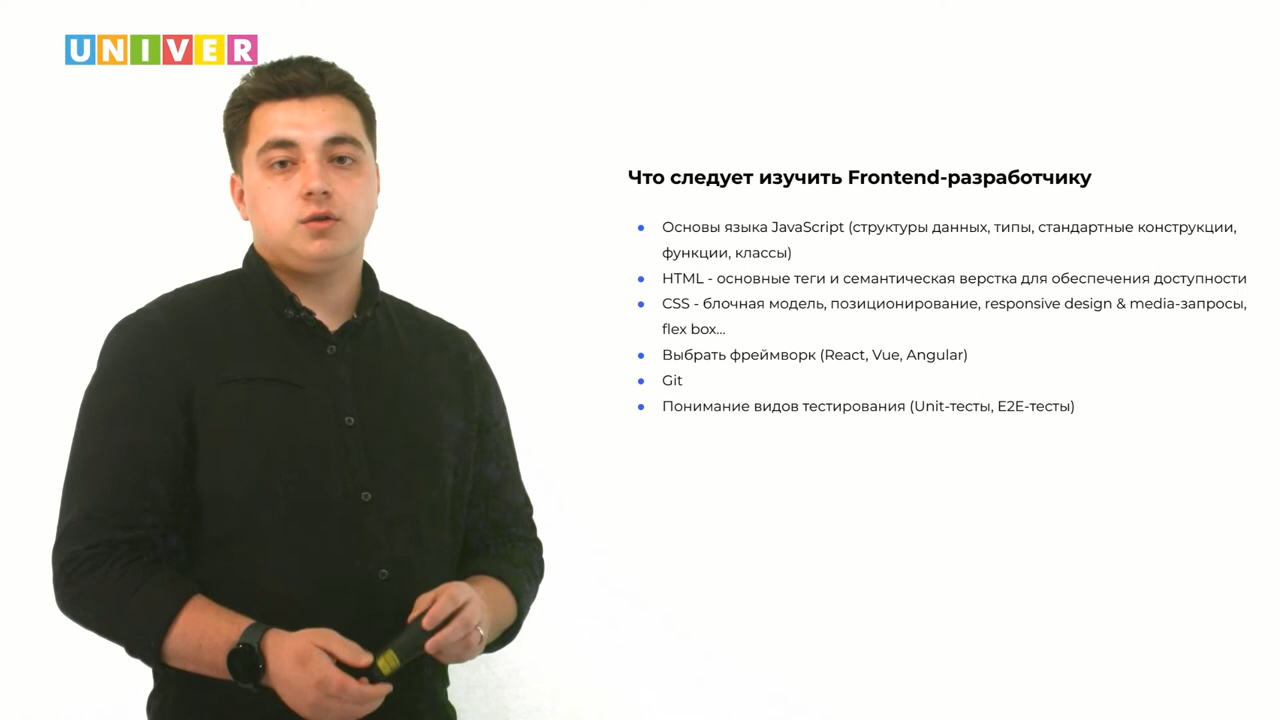 UNIVER
Что следует изучить Frontend-разработчику
Основы языка JavaScript (структуры данных, типы, стандартные конструкции,
функции, классы)
HTML - основные теги и семантическая верстка для обеспечения доступности
CSS - блочная модель, позиционирование, responsive design & media-запросы,
flex box...
Выбрать фреймворк (React, Vue, Angular)
Git
Понимание видов тестирования (Unit-тесты, E2E-тесты)